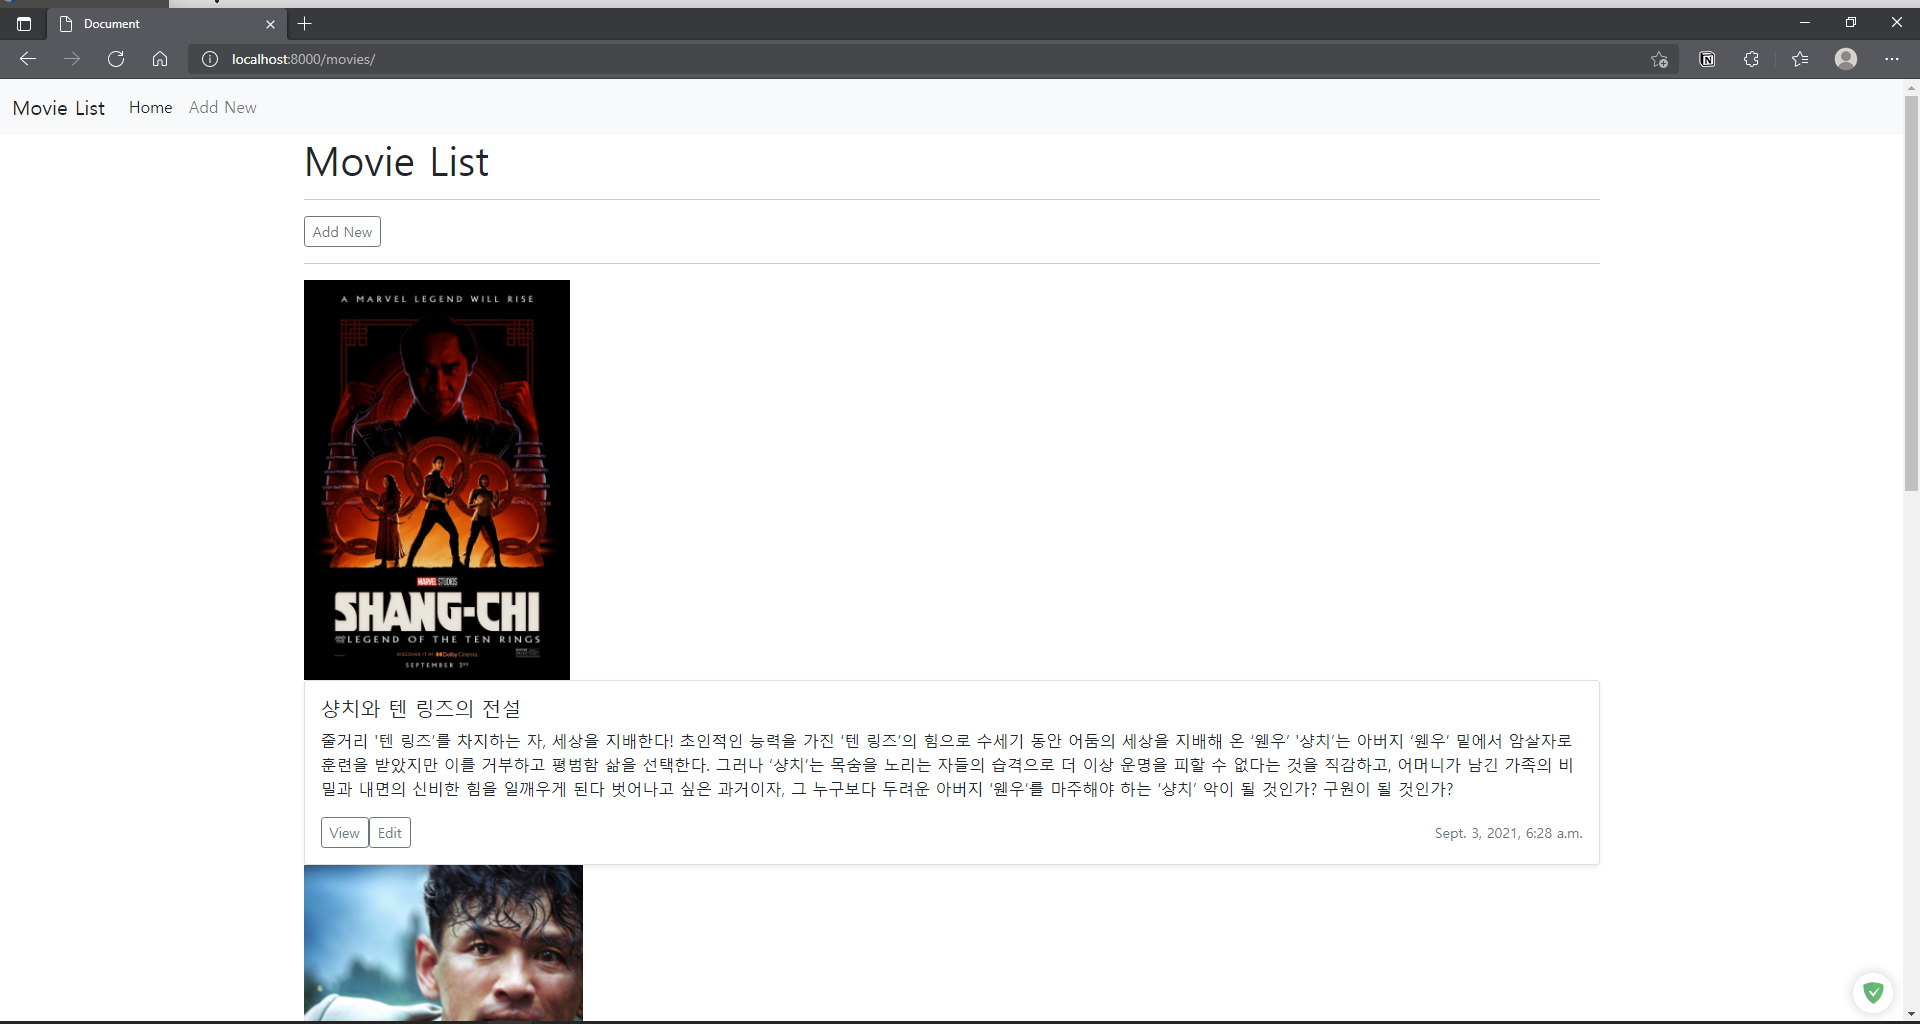 Document
localhost:8000/movies/
Movie List Home Add New
Movie List
Add New
A MARVEL LEGEND WILL RISE
MARVEL STUDIOS
SHANG-CHI
AND THE LEGEND OF THE TEN RINGS
DISCOVER IT AT Dolby Cinema
SEPTEMBER 3RD
샹치와 텐 링즈의 전설
줄거리 '텐 링즈’를 차지하는 자, 세상을 지배한다! 초인적인 능력을 가진 ‘텐 링즈’의 힘으로 수세기 동안 어둠의 세상을 지배해 온 ‘웬우’ '샹치’는 아버지 ‘웬우’ 밑에서 암살자로
훈련을 받았지만 이를 거부하고 평범함 삶을 선택한다. 그러나 ‘샹치’는 목숨을 노리는 자들의 습격으로 더 이상 운명을 피할 수 없다는 것을 직감하고, 어머니가 남긴 가족의 비
밀과 내면의 신비한 힘을 일깨우게 된다 벗어나고 싶은 과거이자, 그 누구보다 두려운 아버지 ‘웬우’를 마주해야 하는 ‘샹치’ 악이 될 것인가? 구원이 될 것인가?
View Edit Sept. 3, 2021, 6:28 a.m.